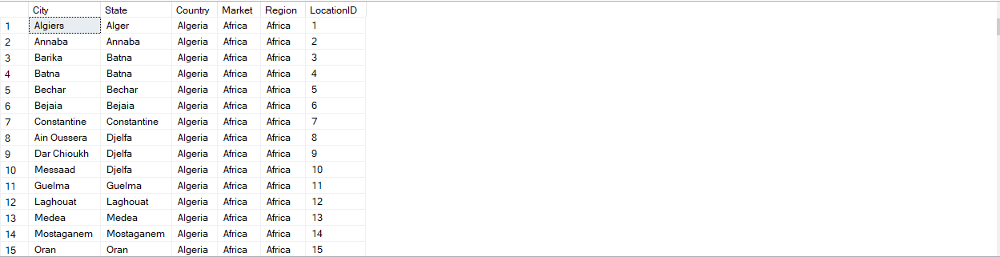 City State Country Market Region LocationID
1 Algiers Alger Algeria Africa Africa 1
2 Annaba Annaba Algeria Africa Africa 2
3 Barika Batna Algeria Africa Africa 3
4 Batna Batna Algeria Africa Africa 4
5 Bechar Bechar Algeria Africa Africa 5
6 Bejaia Bejaia Algeria Africa Africa 6
7 Constantine Constantine Algeria Africa Africa 7
8 Ain Oussera Djelfa Algeria Africa Africa 8
9 Dar Chioukh Djelfa Algeria Africa Africa 9
10 Messaad Djelfa Algeria Africa Africa 10
11 Guelma Guelma Algeria Africa Africa 11
12 Laghouat Laghouat Algeria Africa Africa 12
13 Medea Medea Algeria Africa Africa 13
14 Mostaganem Mostaganem Algeria Africa Africa 14
15 Oran Oran Algeria Africa Africa 15